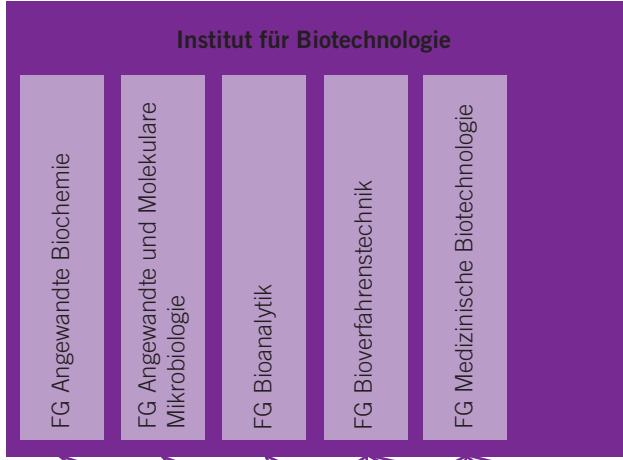 Institut für Biotechnologie
FG Angewandte Biochemie
FG Angewandte und Molekulare
Mikrobiologie
FG Bioanalytik
FG Bioverfahrenstechnik
FG Medizinische Biotechnologie